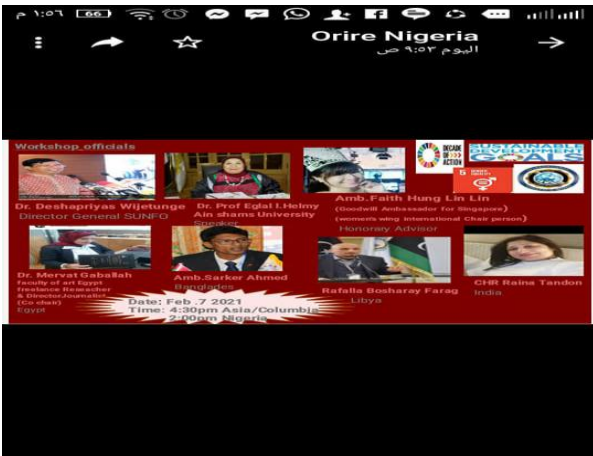 م ١:٥٦ 66
Orire Nigeria
اليوم ٩:٥٣ ص
Workshop officials
DECADE
OF>>>
ACTION
SUSTAINABLE
DEVELOPMENT
GOALS
5
Dr. Deshapriyas Wijetunge
Director General SUNFO
Dr. Prof Eglal I.Helmy
Ain shams University
Speaker
Amb.Faith Hung Lin Lin
(Goodwill Ambassador for Singapore)
(women's wing International Chair person)
Honorary Advisor
Dr. Mervat Gaballah
faculty of art Egypt
freelance Reseacher
& DirectorJournalist
(Co chair)
Egypt
Amb.Sarker Ahmed
Banglades
Rafalla Bosharay Farag
Libya
CHR Raina Tandon
India
Date: Feb .7 2021
Time: 4:30pm Asia/Columbia
2:00pm Nigeria